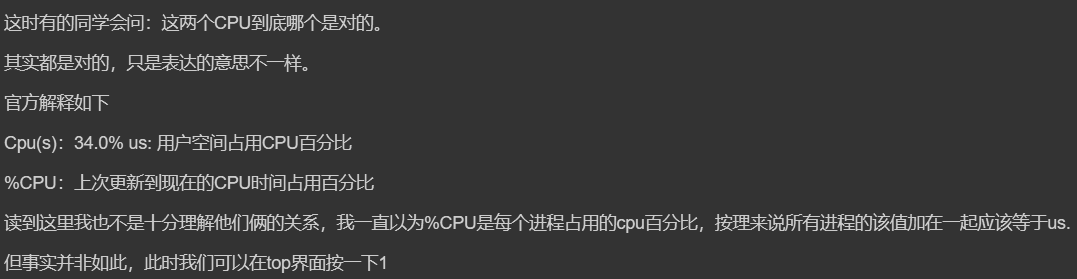 这时有的同学会问：这两个CPU到底哪个是对的。
其实都是对的，只是表达的意思不一样。
官方解释如下
Cpu(s)：34.0% us: 用户空间占用CPU百分比
%CPU：上次更新到现在的CPU时间占用百分比
读到这里我也不是十分理解他们俩的关系，我一直以为%CPU是每个进程占用的cpu百分比，按理来说所有进程的该值加在一起应该等于us.
但事实并非如此，此时我们可以在top界面按一下1